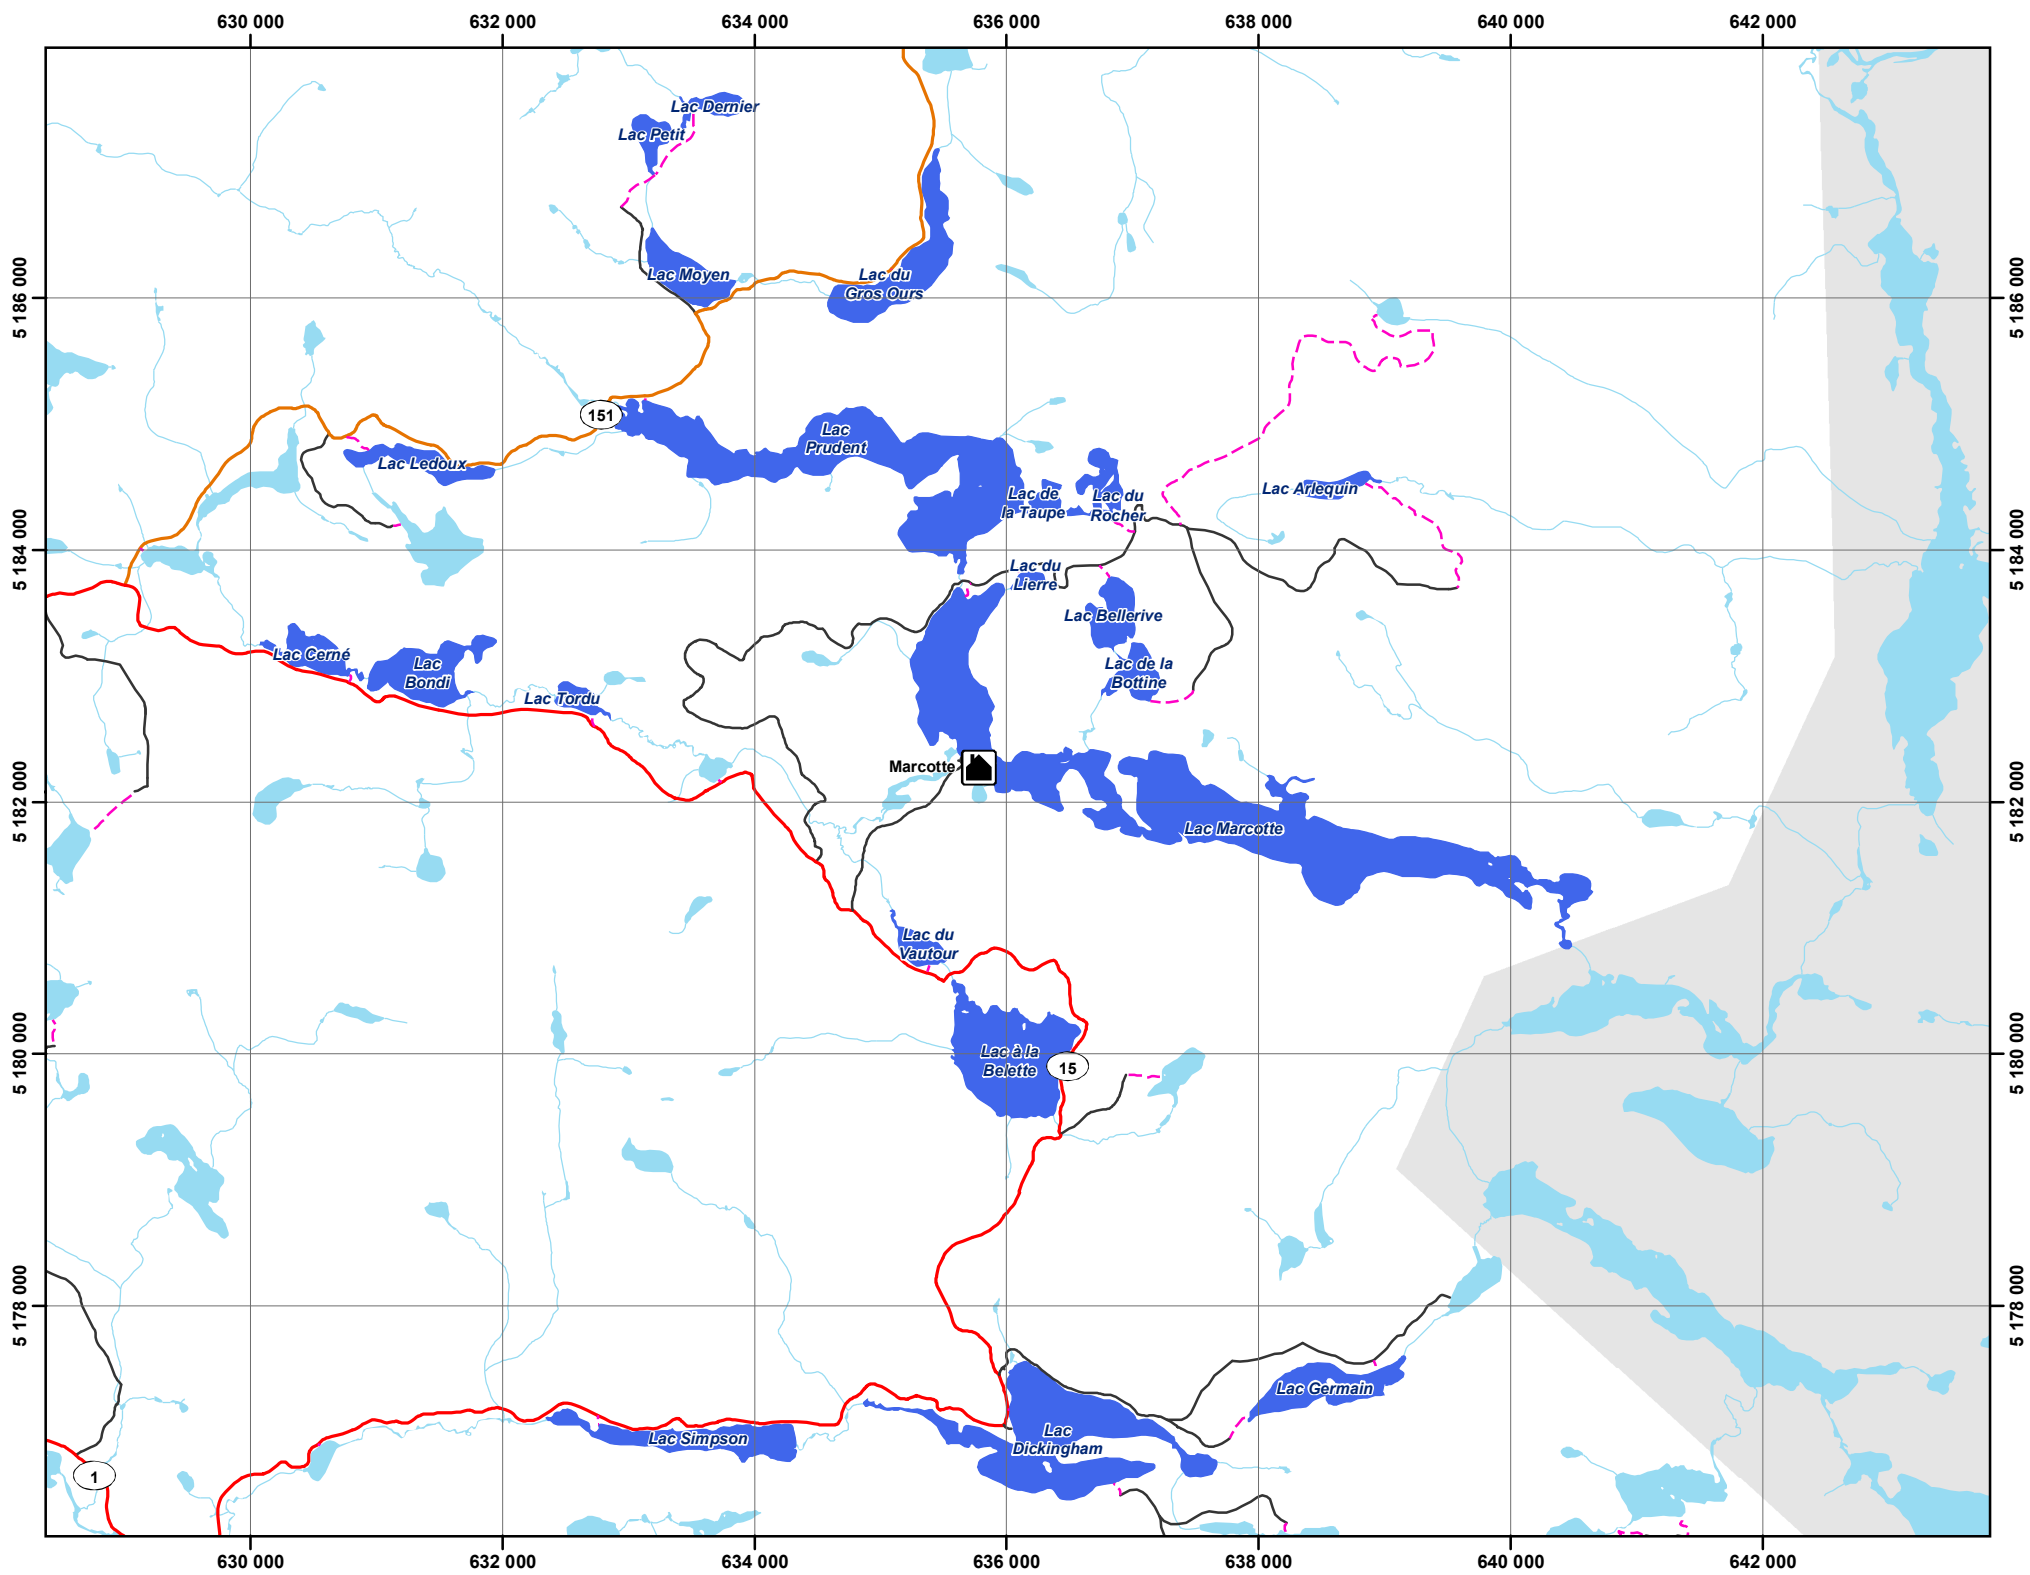 630 000 632 000 634 000 636 000 638 000 640 000 642 000
Lac Dernier
Lac Petit
Lac Moyen
Lac du
Gros Ours
5 186 000
5 186 000
151
Lac
Prudent
Lac Ledoux
Lac de
la Taupe
Lac du
Rocher
Lac Arlequin
5 184 000
5 184 000
Lac du
Lierre
Lac Bellerive
Lac de la
Bottine
Lac Cerné
Lac
Bondi
Lac Tordu
Marcotte
5 182 000
5 182 000
Lac Marcotte
Lac du
Vautour
Lac à la
Belette
15
5 180 000
5 180 000
5 178 000
5 178 000
Lac Germain
Lac Simpson
Lac
Dickingham
1
630 000 632 000 634 000 636 000 638 000 640 000 642 000